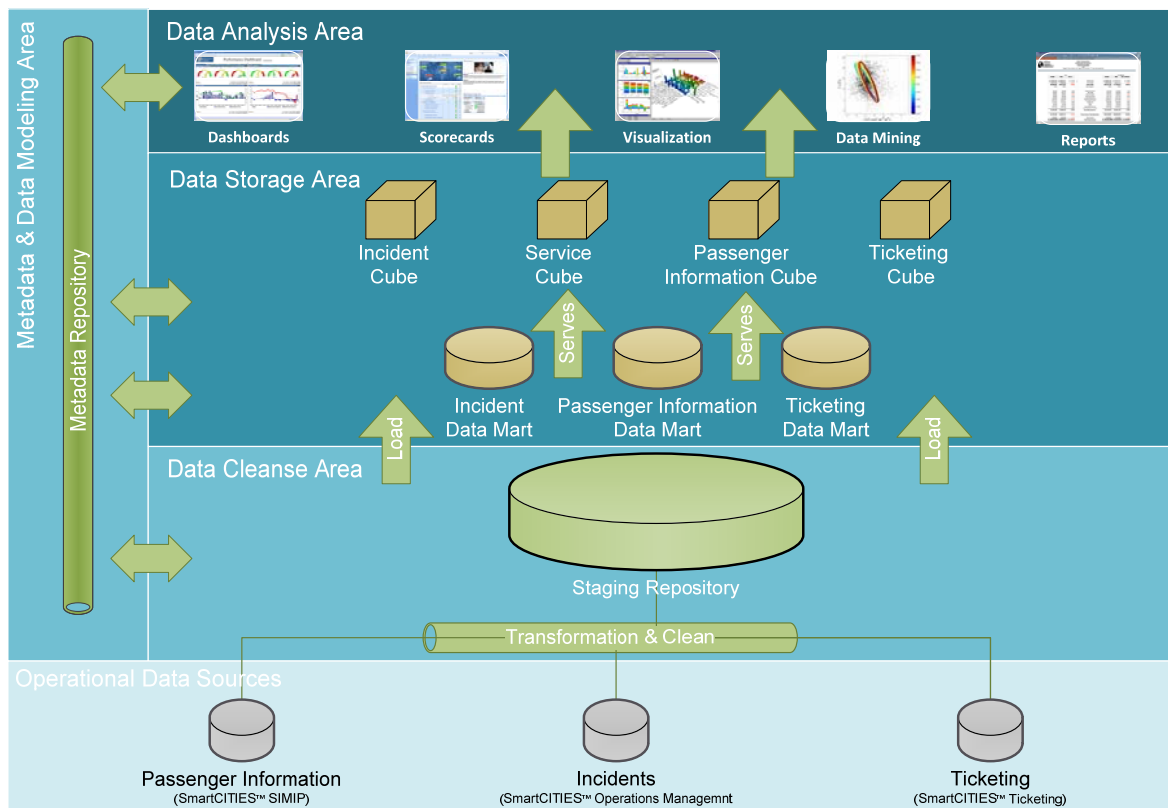 Metadata & Data Modeling Area
Metadata Repository
Data Analysis Area
Dashboards
Scorecards
Visualization
Data Mining
Reports
Data Storage Area
Incident
Cube
Service
Cube
Passenger
Information Cube
Ticketing
Cube
Serves
Serves
Incident
Data Mart
Passenger Information
Data Mart
Ticketing
Data Mart
Load
Load
Data Cleanse Area
Staging Repository
Transformation & Clean
Operational Data Sources
Passenger Information
(SmartCITIES™ SIMIP)
Incidents
(SmartCITIES™ Operations Managemnt
Ticketing
(SmartCITIES™ Ticketing)